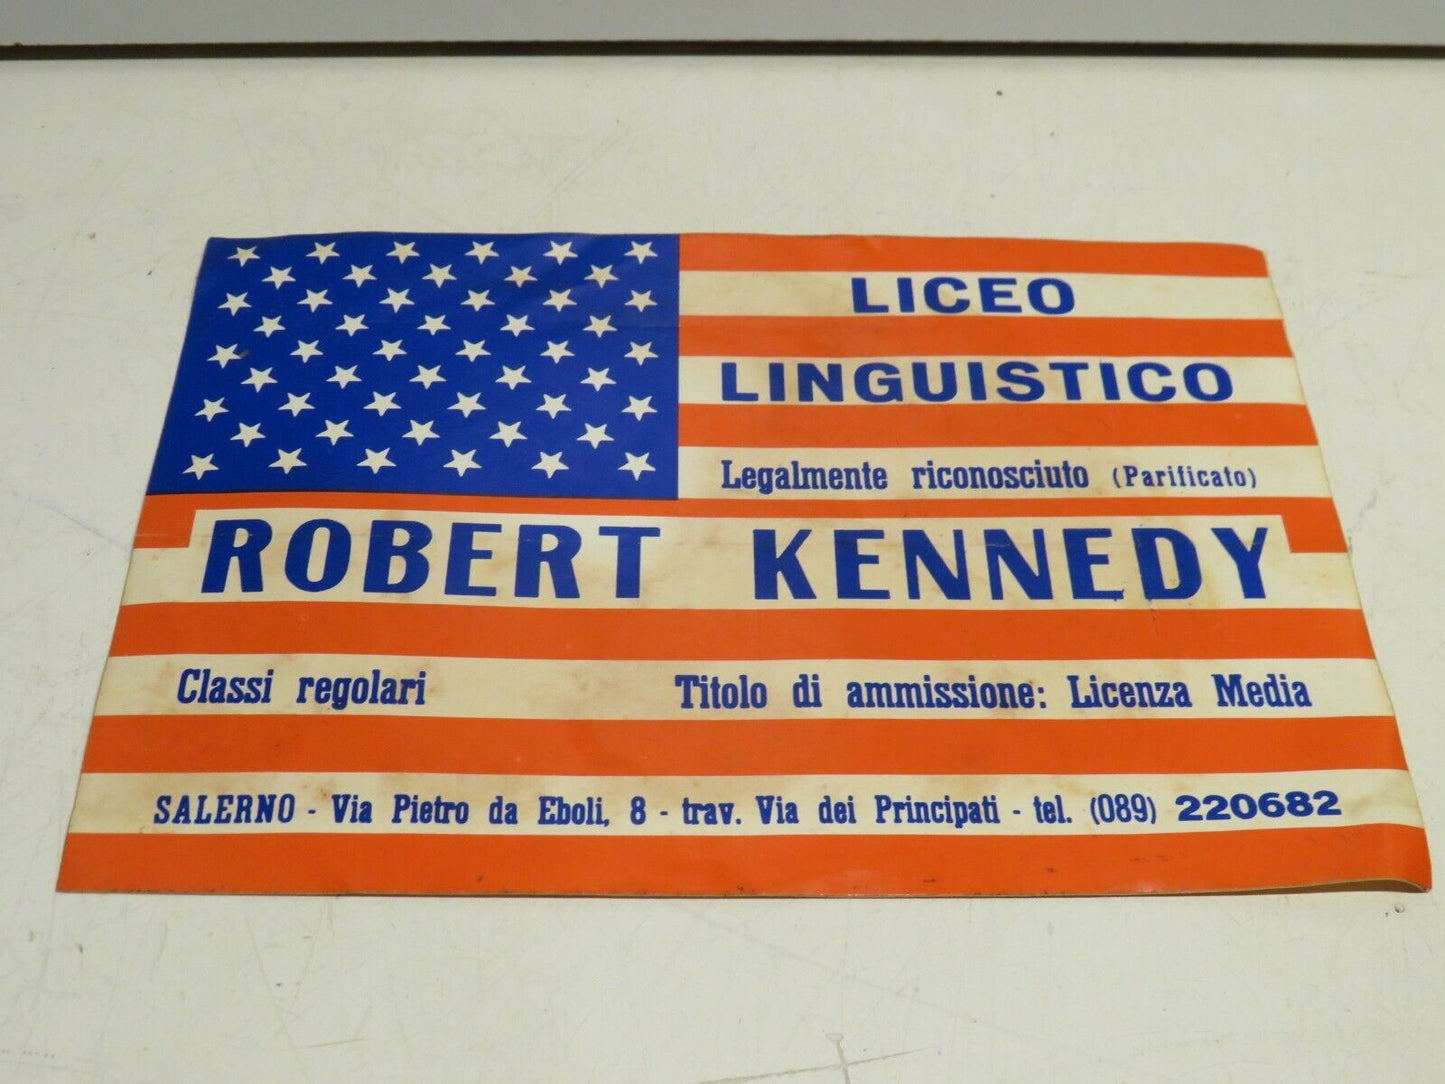 LICEO
LINGUISTICO
Legalmente riconosciuto (Parificato)
ROBERT KENNEDY
Classi regolari Titolo di ammissione: Licenza Media
SALERNO - Via Pietro da Eboli, 8 - trav. Via dei Principati - tel. (089) 220682